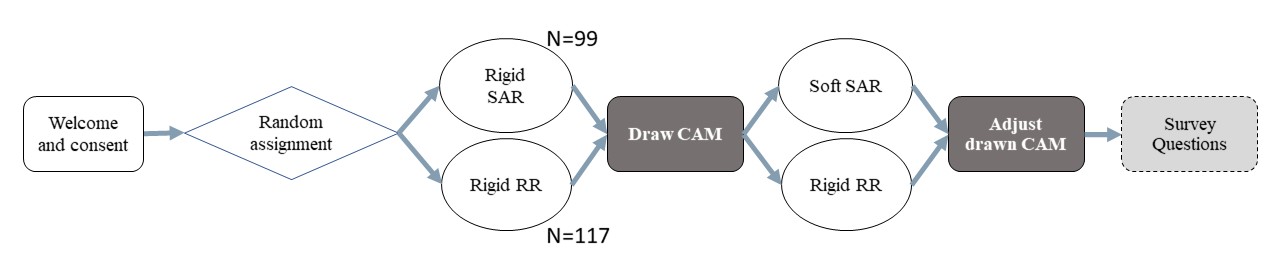 Welcome
and consent
Random
assignment
N=99
Rigid
SAR
Rigid RR
N=117
Draw CAM
Soft SAR
Rigid RR
Adjust
drawn CAM
Survey
Questions